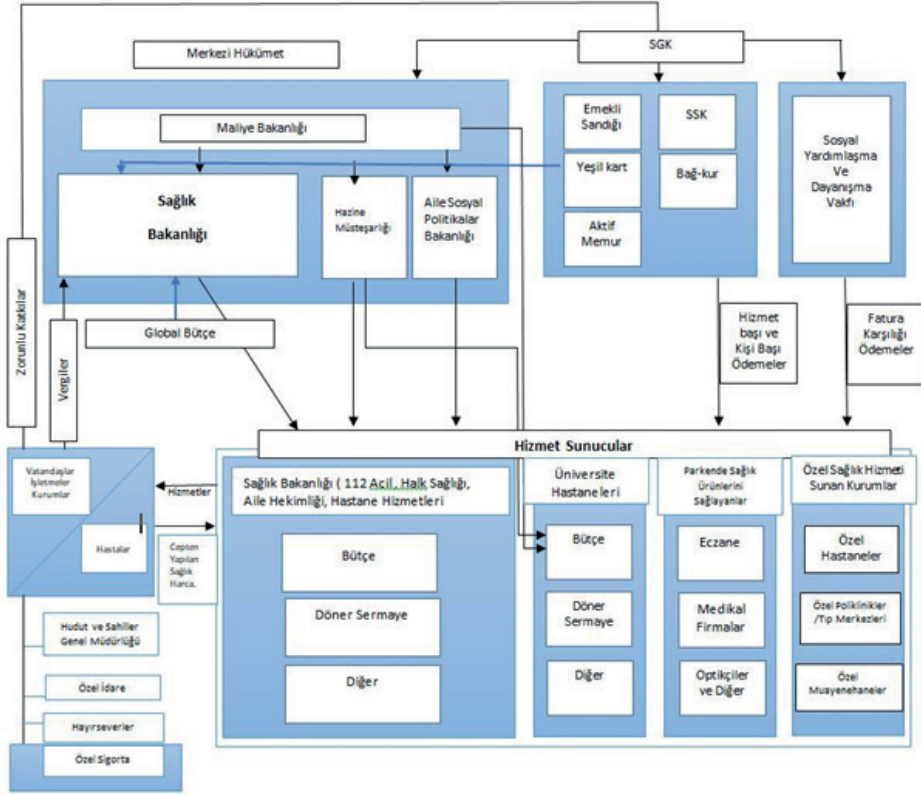 SGK
Merkezi Hükümet
Maliye Bakanlığı
Sağlık
Bakanlığı
Hazine
Müsteşarlığı
Aile Sosyal
Politikalar
Bakanlığı
Emekli
Sandığı
SSK
Yeşil kart
Bağ-kur
Aktif
Memur
Sosyal
Yardımlaşma
Ve
Dayanışma
Vakfı
Zorunlu Katkılar
Vergiler
Global Bütçe
Hizmet
başı ve
Kişi Başı
Ödemeler
Fatura
Karşılığı
Ödemeler
Hizmet Sunucular
Vatandaşlar
İşletmeler
Kurumlar
Hastalar
Hizmetler
Cepten
Yapılan
Sağlık
Harca.
Sağlık Bakanlığı ( 112 Acil, Halk Sağlığı,
Aile Hekimliği, Hastane Hizmetleri
Bütçe
Döner Sermaye
Diğer
Üniversite
Hastaneleri
Bütçe
Döner
Sermaye
Diğer
Parkende Sağlık
Ürünlerini
Sağlayanlar
Eczane
Medikal
Firmalar
Optikçiler
ve Diğer
Özel Sağlık Hizmeti
Sunan Kurumlar
Özel
Hastaneler
Özel Poliklinikler
/Tıp Merkezleri
Özel
Muayenehaneler
Hudut ve Sahiller
Genel Müdürlüğü
Özel İdare
Hayırseverler
Özel Sigorta